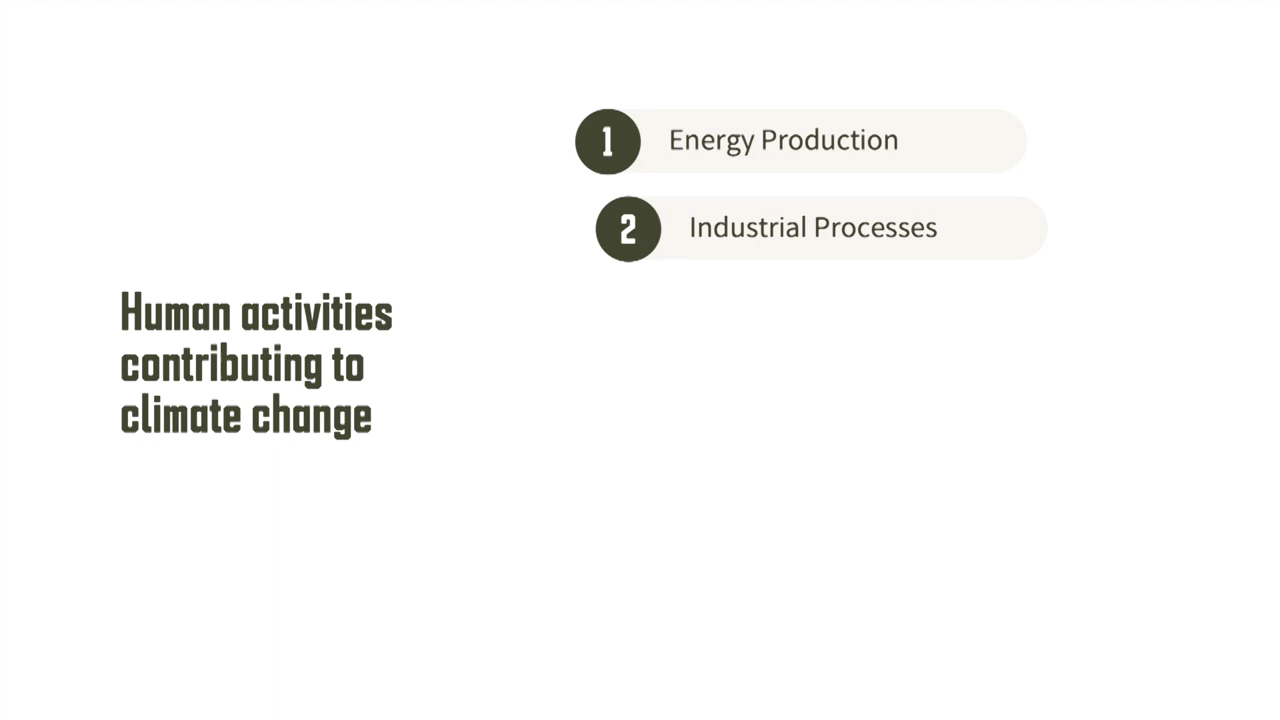 Human activities
contributing to
climate change
1 Energy Production
2 Industrial Processes